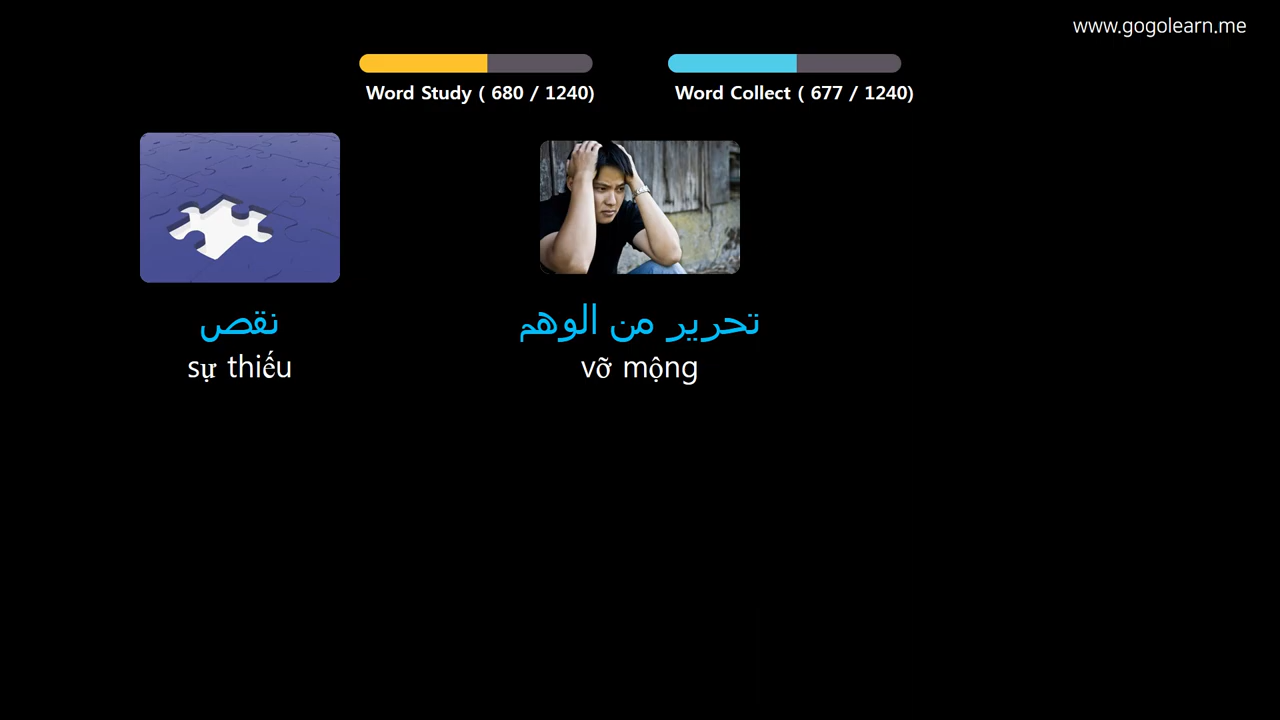 www.gogolearn.me
Word Study ( 680 / 1240)
Word Collect ( 677 / 1240)
نقص
sự thiếu
تحرير من الوهم
vỡ mộng